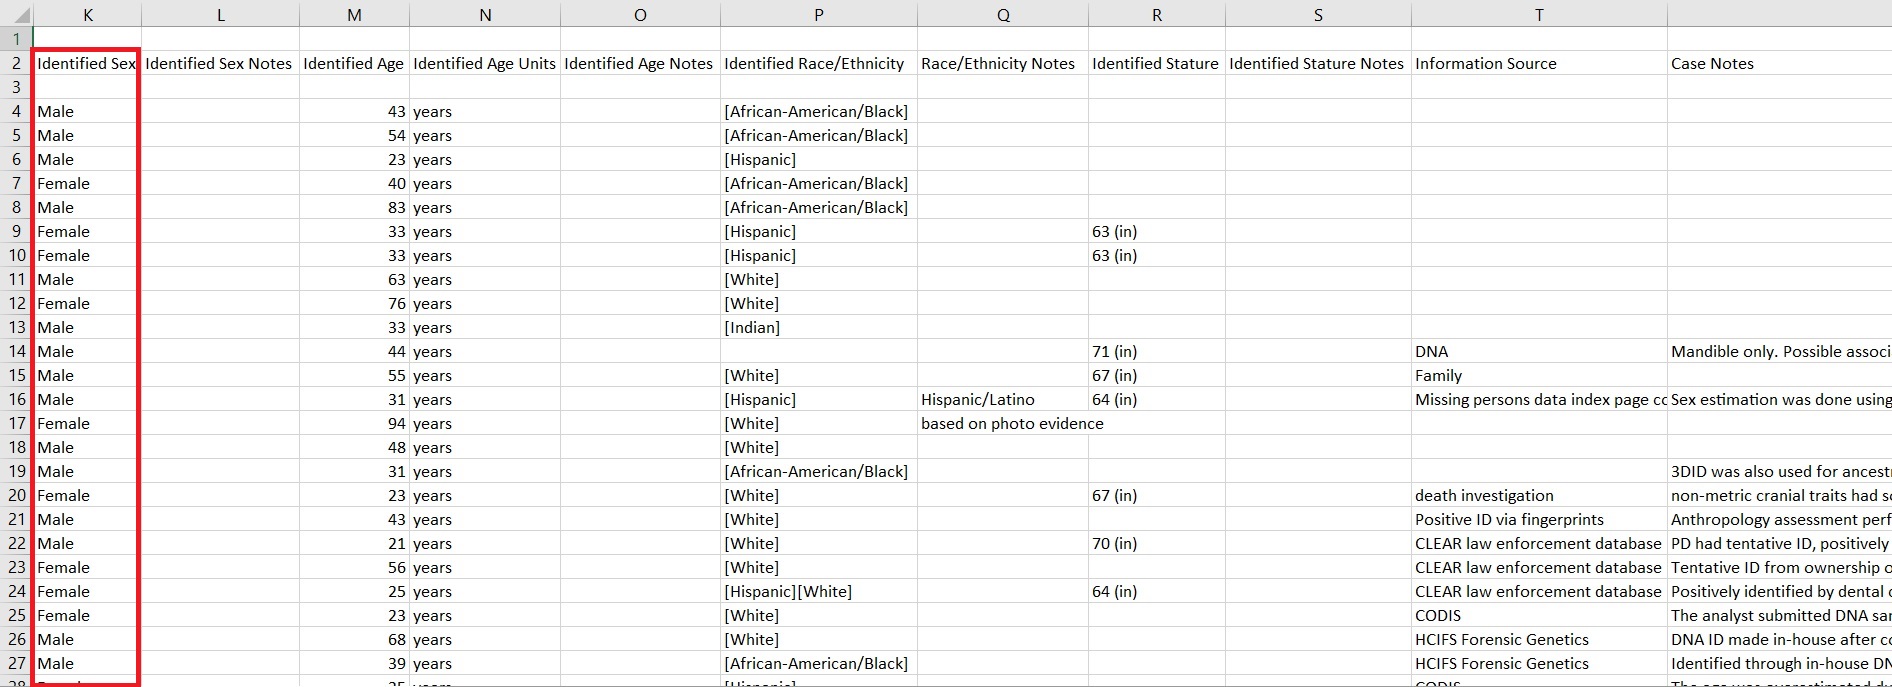 K L M N O P Q R S T
1
2 Identified Sex Identified Sex Notes Identified Age Identified Age Units Identified Age Notes Identified Race/Ethnicity Race/Ethnicity Notes Identified Stature Identified Stature Notes Information Source Case Notes
3
4 Male 43 years [African-American/Black]
5 Male 54 years [African-American/Black]
6 Male 23 years [Hispanic]
7 Female 40 years [African-American/Black]
8 Male 83 years [African-American/Black]
9 Female 33 years [Hispanic] 63 (in)
10 Female 33 years [Hispanic] 63 (in)
11 Male 63 years [White]
12 Female 76 years [White]
13 Male 33 years [Indian]
14 Male 44 years 71 (in) DNA Mandible only. Possible associ
15 Male 55 years [White] 67 (in) Family
16 Male 31 years [Hispanic] Hispanic/Latino 64 (in) Missing persons data index page cc Sex estimation was done using
17 Female 94 years [White] based on photo evidence
18 Male 48 years [White]
19 Male 31 years [African-American/Black] 3DID was also used for ancest
20 Female 23 years [White] 67 (in) death investigation non-metric cranial traits had
21 Male 43 years [White] Positive ID via fingerprints Anthropology assessment perf
22 Male 21 years [White] 70 (in) CLEAR law enforcement database PD had tentative ID, positively
23 Female 56 years [White] CLEAR law enforcement database Tentative ID from ownership o
24 Female 25 years [Hispanic][White] 64 (in) CLEAR law enforcement database Positively identified by dental
25 Female 23 years [White] CODIS The analyst submitted DNA sa
26 Male 68 years [White] HCIFS Forensic Genetics DNA ID made in-house after
27 Male 39 years [African-American/Black] HCIFS Forensic Genetics Identified through in-house